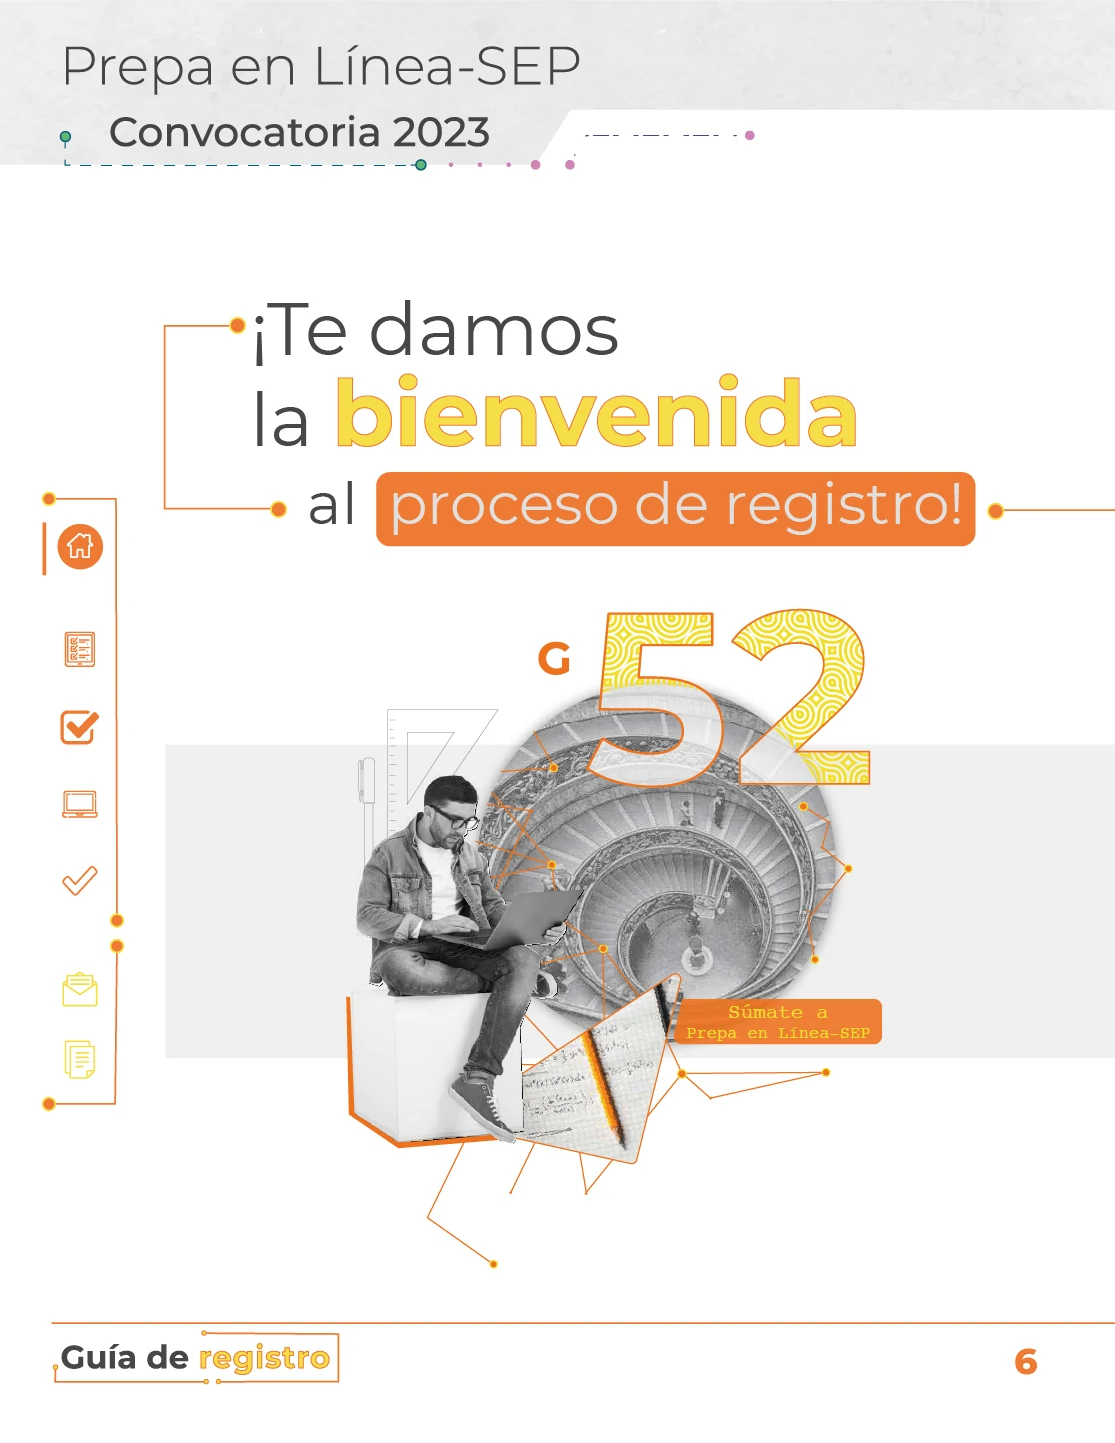 Prepa en Línea-SEP
Convocatoria 2023
¡Te damos
la bienvenida
al proceso de registro!
G 52
Súmate a
Prepa en Línea-SEP
Guía de registro
6